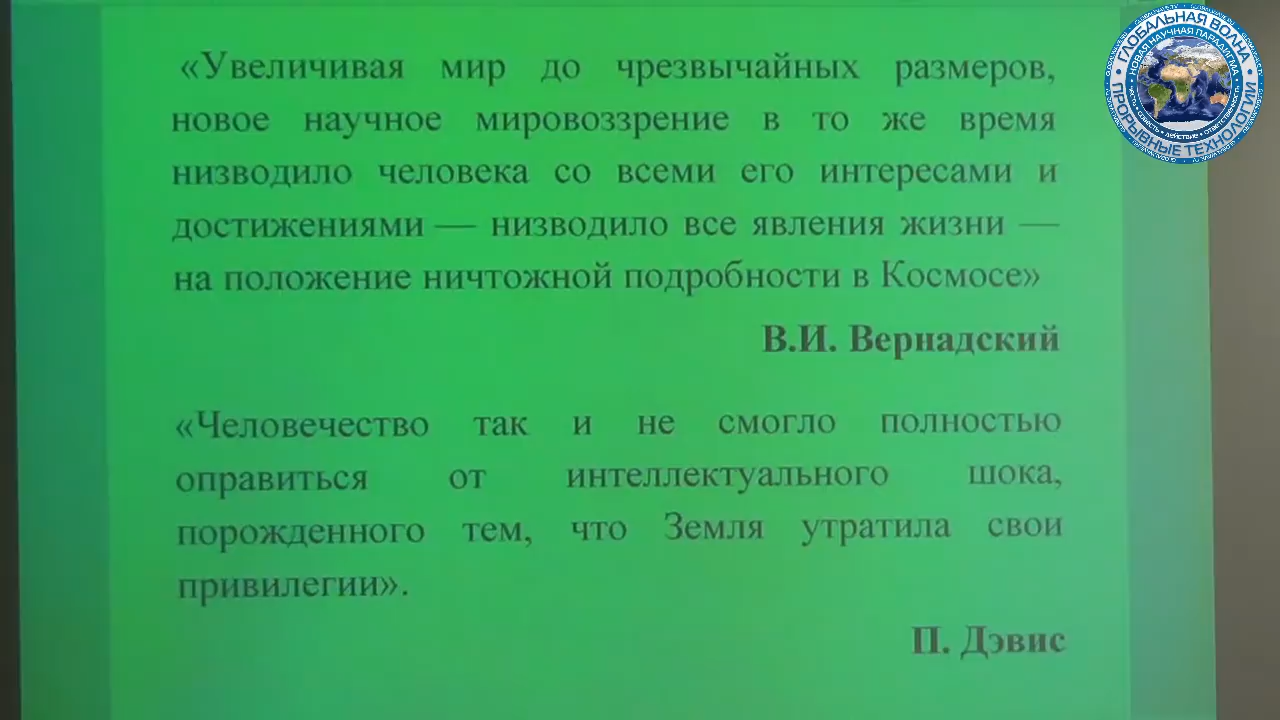 «Увеличивая мир до чрезвычайных размеров,
новое научное мировоззрение в то же время
низводило человека со всеми его интересами и
достижениями — низводило все явления жизни —
на положение ничтожной подробности в Космосе»
В.И. Вернадский
«Человечество так и не смогло полностью
оправиться от интеллектуального шока,
порожденного тем, что Земля утратила свои
привилегии».
П. Дэвис
ГЛОБАЛЬНАЯ ВОЛНА
НОВАЯ НАУЧНАЯ ПАРАДИГМА
ПРОРЫВНЫЕ ТЕХНОЛОГИИ